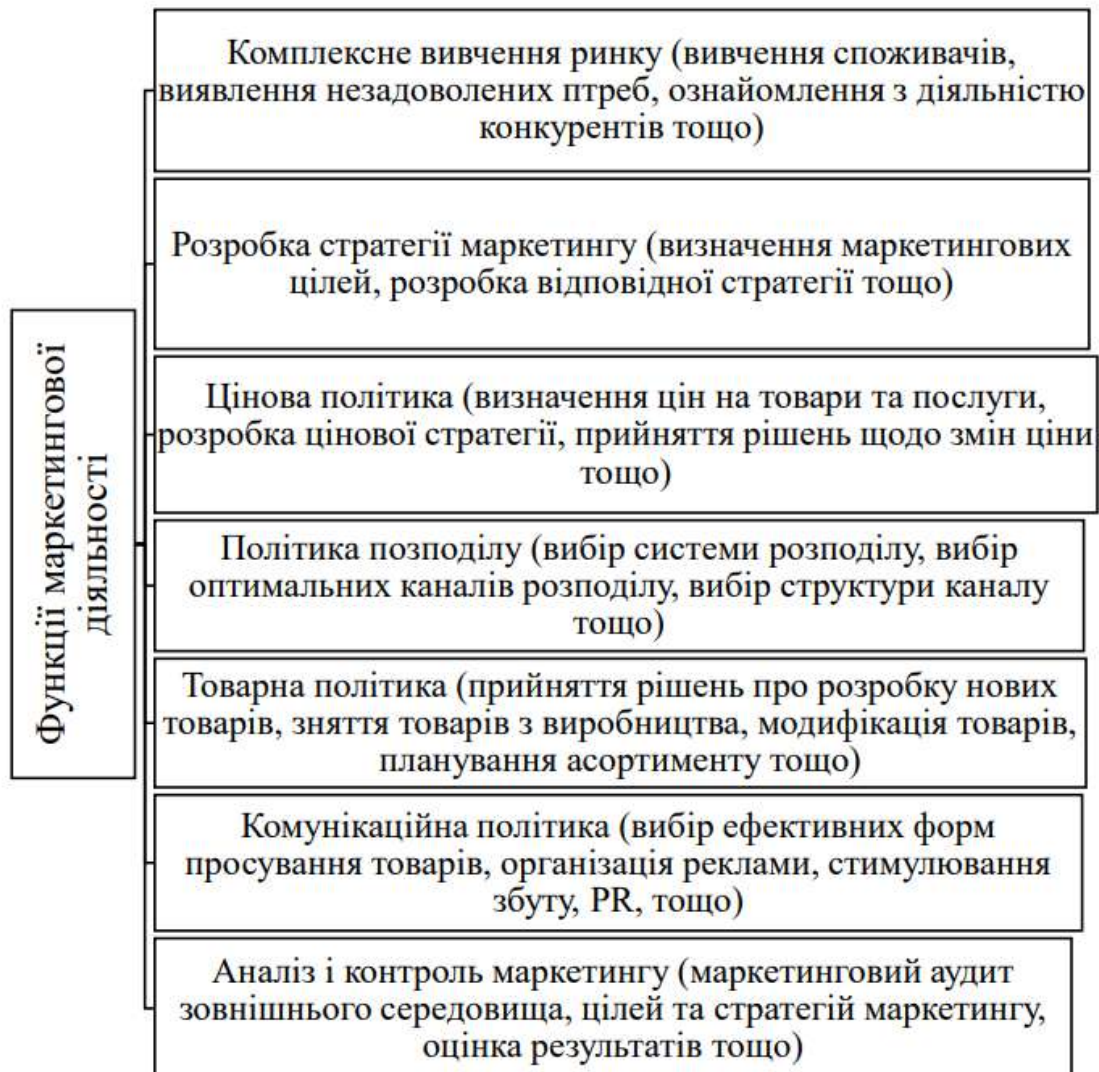 Функції маркетингової
діяльності
Комплексне вивчення ринку (вивчення споживачів,
виявлення незадоволених птреб, ознайомлення з діяльністю
конкурентів тощо)
Розробка стратегії маркетингу (визначення маркетингових
цілей, розробка відповідної стратегії тощо)
Цінова політика (визначення цін на товари та послуги,
розробка цінової стратегії, прийняття рішень щодо змін ціни
тощо)
Політика позподілу (вибір системи розподілу, вибір
оптимальних каналів розподілу, вибір структури каналу
тощо)
Товарна політика (прийняття рішень про розробку нових
товарів, зняття товарів з виробництва, модифікація товарів,
планування асортименту тощо)
Комунікаційна політика (вибір ефективних форм
просування товарів, організація реклами, стимулювання
збуту, PR, тощо)
Аналіз і контроль маркетингу (маркетинговий аудит
зовнішнього середовища, цілей та стратегій маркетингу,
оцінка результатів тощо)